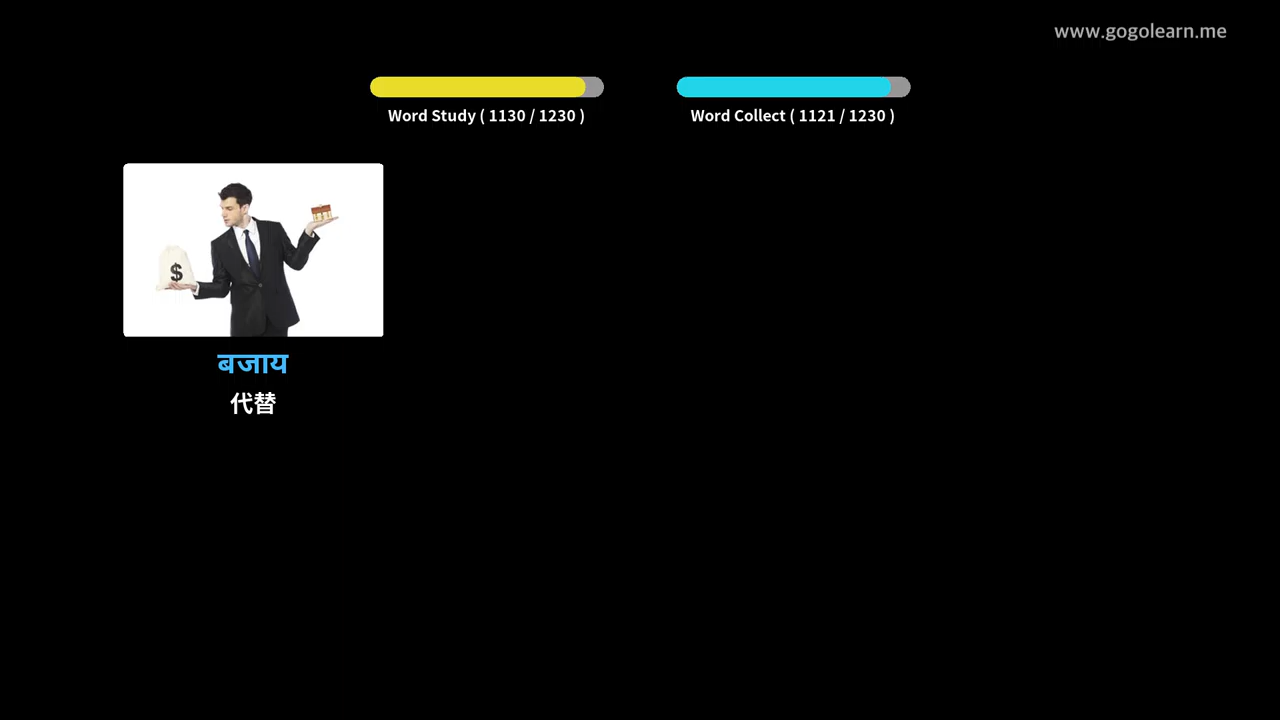 www.gogolearn.me
Word Study ( 1130 / 1230 )
Word Collect ( 1121 / 1230 )
$
बजाय
代替